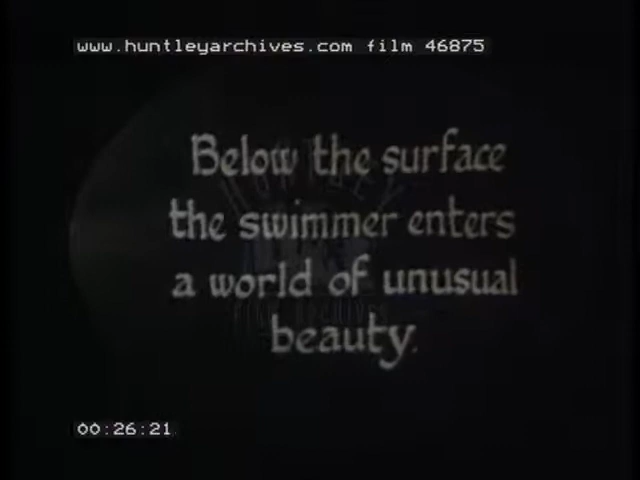 www.huntleyarchives.com film 46875
Below the surface
the swimmer enters
a world of unusual
beauty.
00:26:21